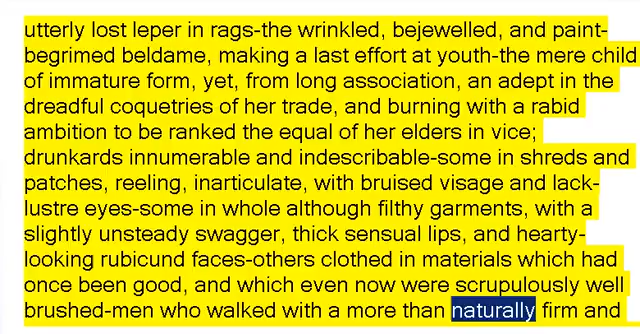 utterly lost leper in rags-the wrinkled, bejewelled, and paint-
begrimed beldame, making a last effort at youth-the mere child
of immature form, yet, from long association, an adept in the
dreadful coquetries of her trade, and burning with a rabid
ambition to be ranked the equal of her elders in vice;
drunkards innumerable and indescribable-some in shreds and
patches, reeling, inarticulate, with bruised visage and lack-
lustre eyes-some in whole although filthy garments, with a
slightly unsteady swagger, thick sensual lips, and hearty-
looking rubicund faces-others clothed in materials which had
once been good, and which even now were scrupulously well
brushed-men who walked with a more than naturally firm and